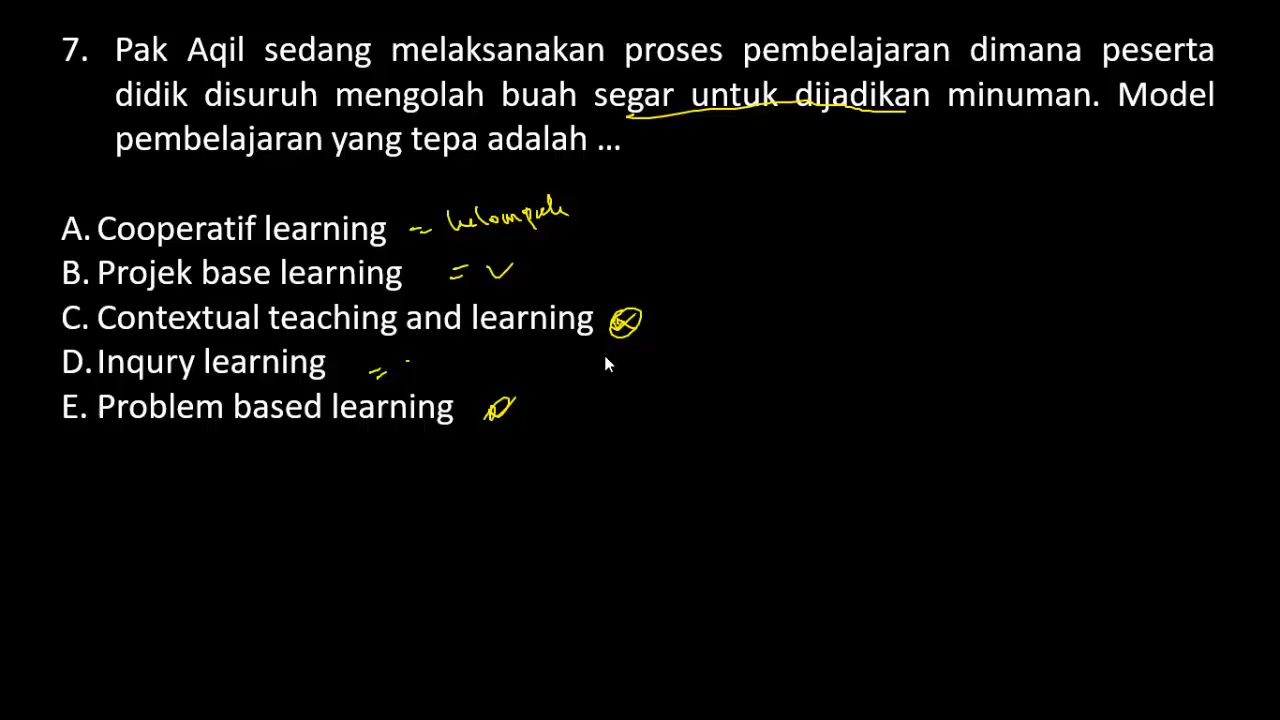 7. Pak Aqil sedang melaksanakan proses pembelajaran dimana peserta
didik disuruh mengolah buah segar untuk dijadikan minuman. Model
pembelajaran yang tepa adalah ...
A. Cooperatif learning = kelompok
B. Projek base learning = ✓
C. Contextual teaching and learning
D. Inqury learning =
E. Problem based learning